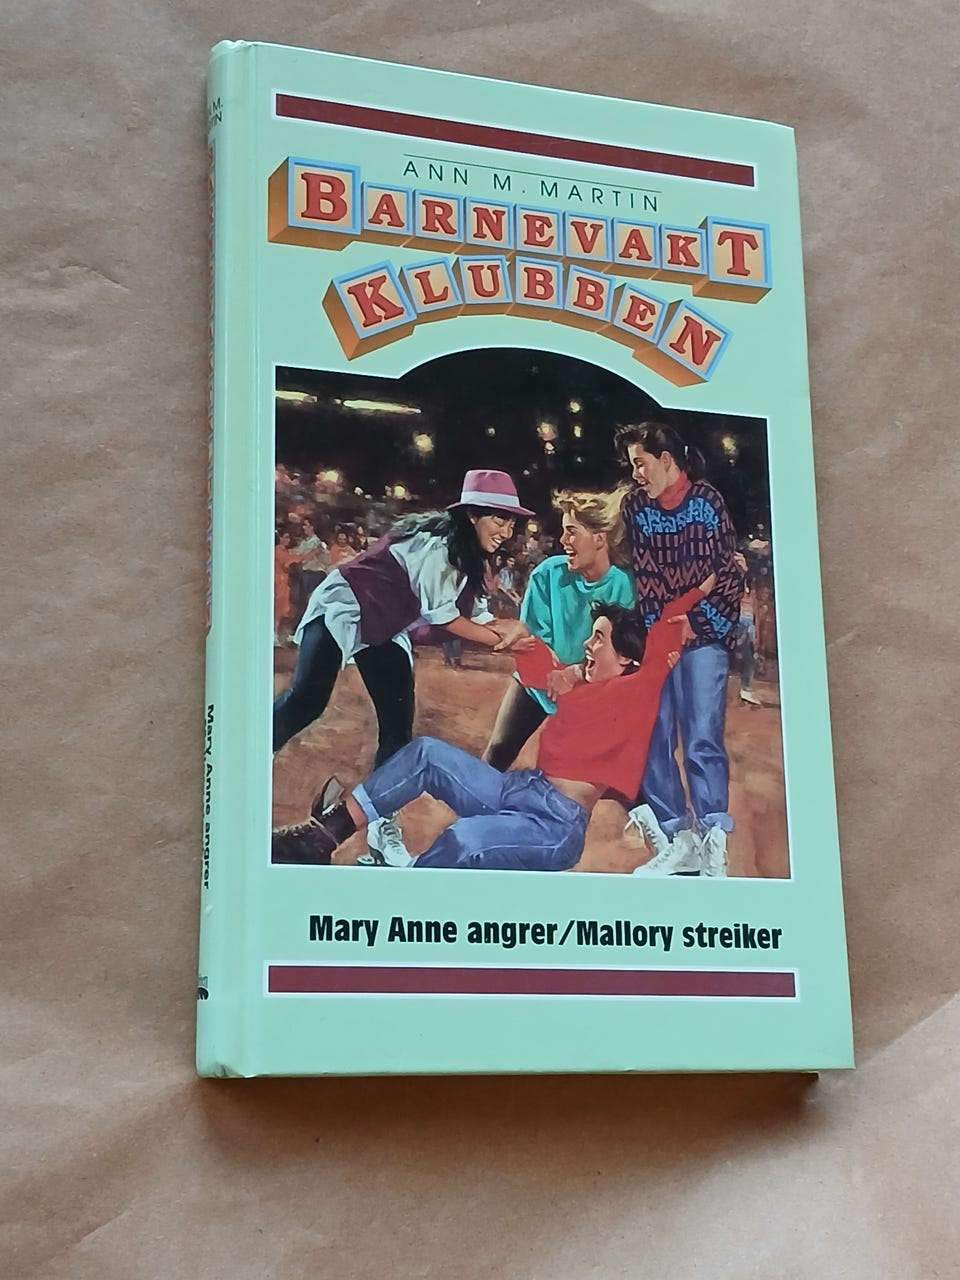 ANN M. MARTIN
BARNEVAKT
KLUBBEN
Mary Anne angrer/Mallory streiker
Mary Anne angrer